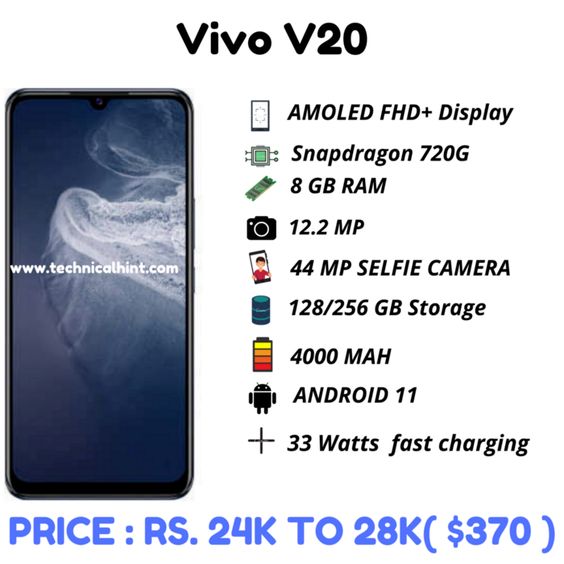 Vivo V20
AMOLED FHD+ Display
Snapdragon 720G
8 GB RAM
12.2 MP
www.technicalhint.com
44 MP SELFIE CAMERA
128/256 GB Storage
4000 MAH
ANDROID 11
33 Watts fast charging
PRICE : RS. 24K TO 28K( $370 )